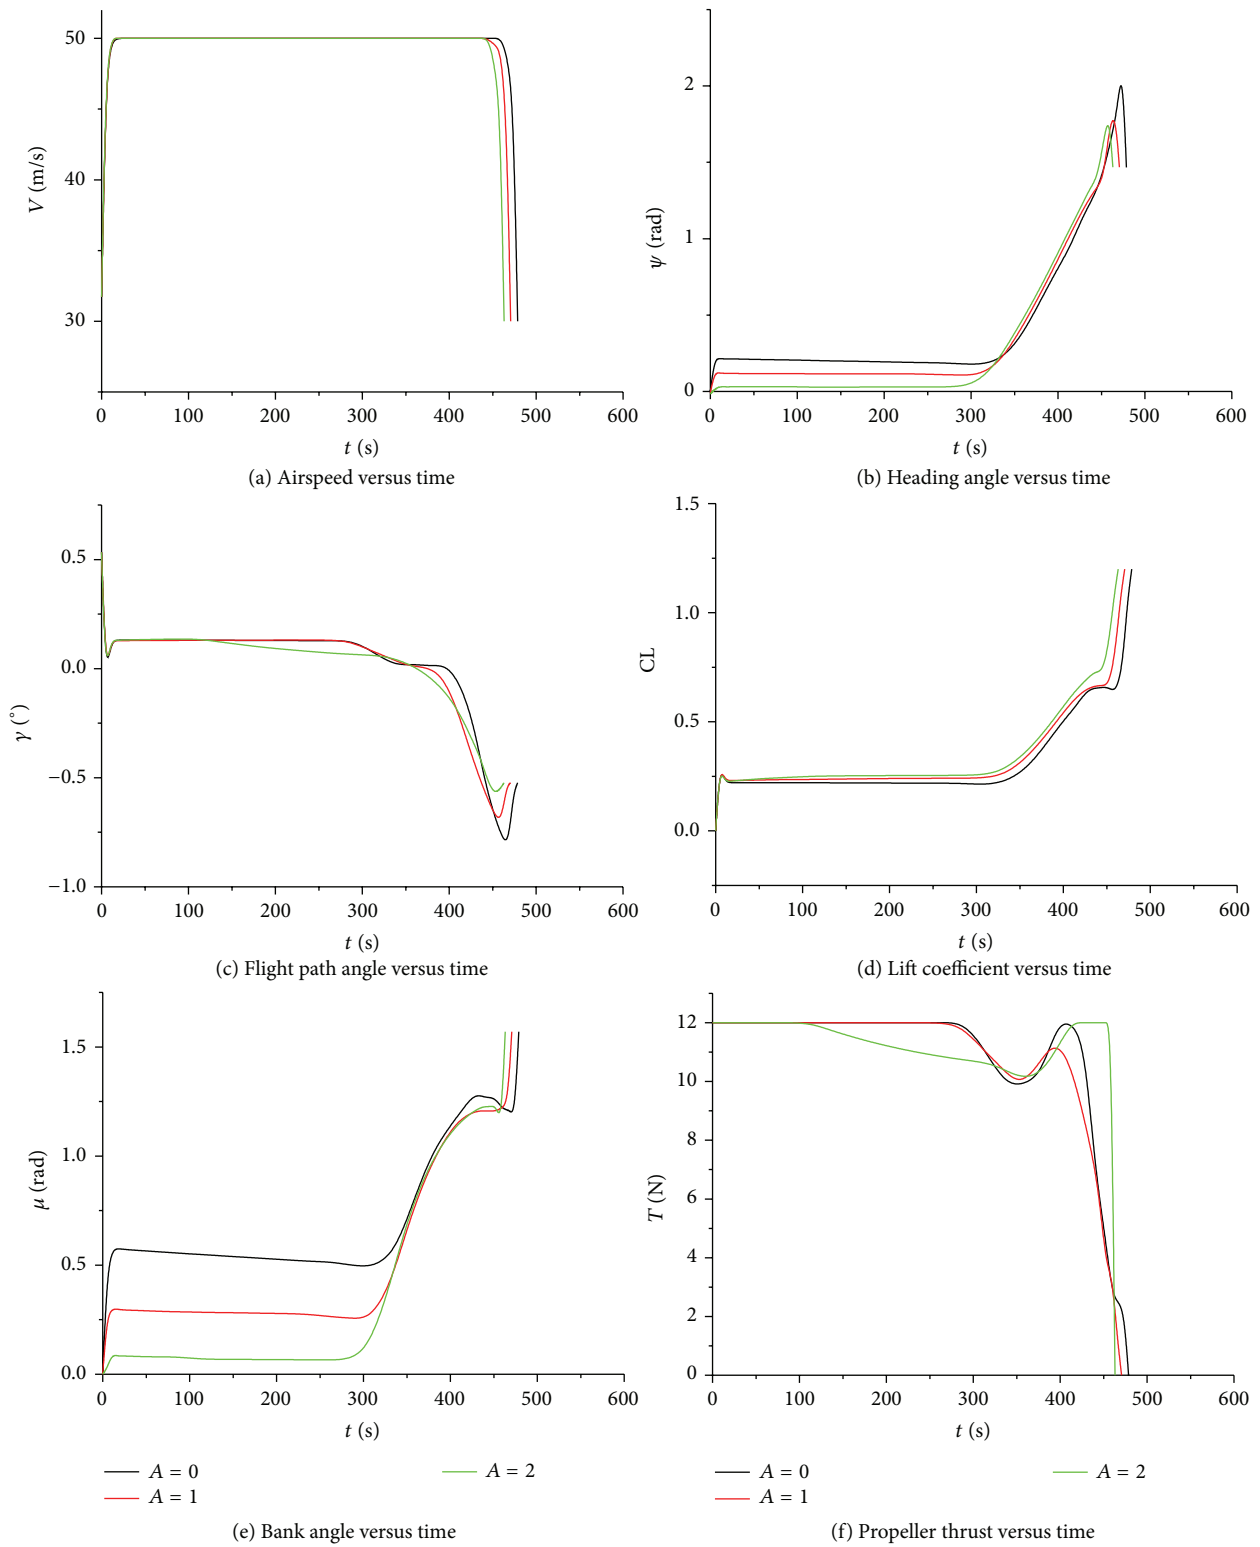 50
40
30
V (m/s)
0 100 200 300 400 500 600
t (s)
(a) Airspeed versus time
2
1
0
ψ (rad)
0 100 200 300 400 500 600
t (s)
(b) Heading angle versus time
0.5
0.0
−0.5
−1.0
γ (°)
0 100 200 300 400 500 600
t (s)
(c) Flight path angle versus time
1.5
1.0
0.5
0.0
CL
0 100 200 300 400 500 600
t (s)
(d) Lift coefficient versus time
1.5
1.0
0.5
0.0
μ (rad)
0 100 200 300 400 500 600
t (s)
A = 0
A = 1
A = 2
(e) Bank angle versus time
12
10
8
6
4
2
0
T (N)
0 100 200 300 400 500 600
t (s)
A = 0
A = 1
A = 2
(f) Propeller thrust versus time